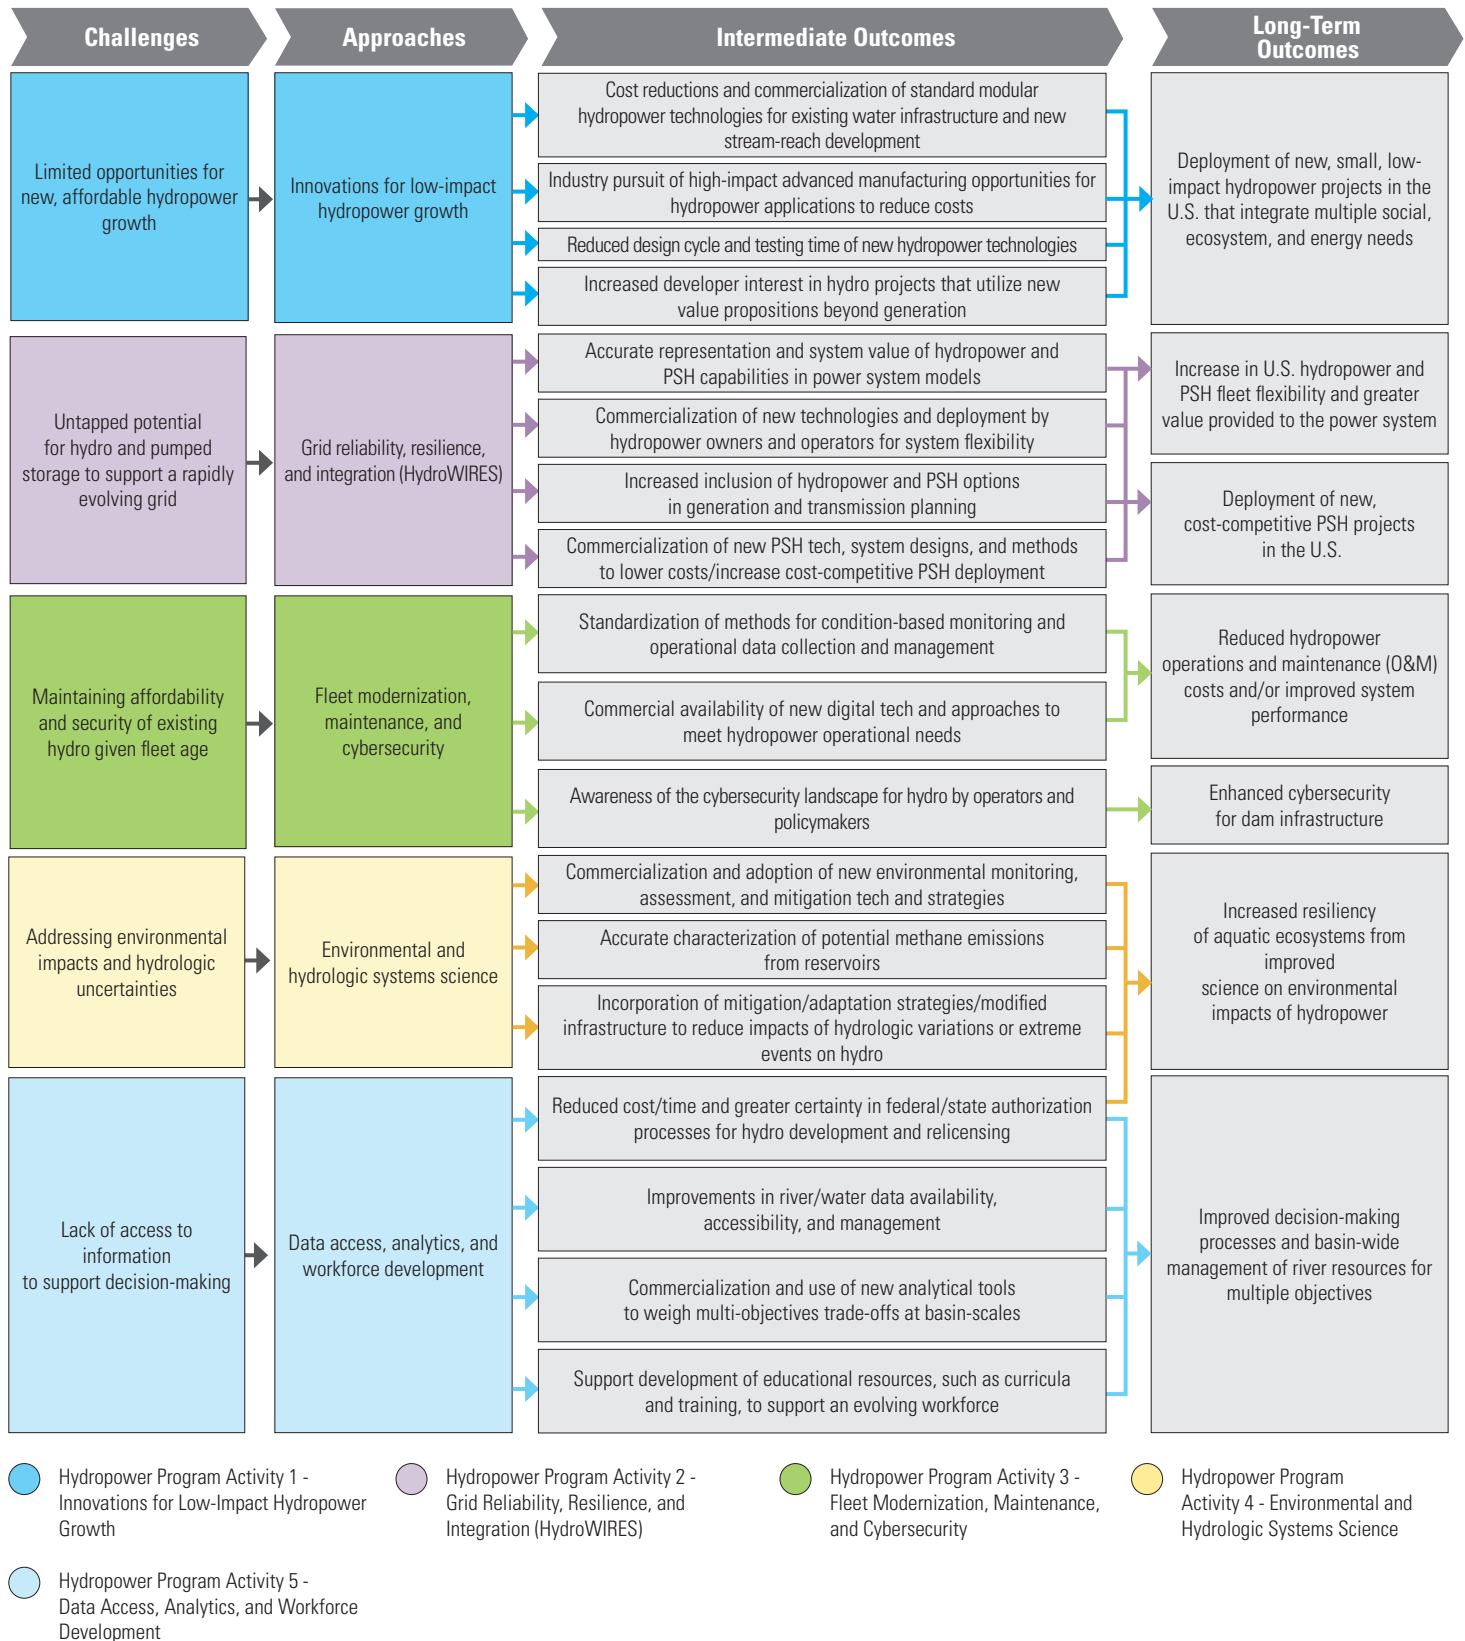 Challenges
Approaches
Intermediate Outcomes
Long-Term
Outcomes
Limited opportunities for
new, affordable hydropower
growth
Innovations for low-impact
hydropower growth
Cost reductions and commercialization of standard modular
hydropower technologies for existing water infrastructure and new
stream-reach development
Industry pursuit of high-impact advanced manufacturing opportunities for
hydropower applications to reduce costs
Reduced design cycle and testing time of new hydropower technologies
Increased developer interest in hydro projects that utilize new
value propositions beyond generation
Deployment of new, small, low-
impact hydropower projects in the
U.S. that integrate multiple social,
ecosystem, and energy needs
Untapped potential
for hydro and pumped
storage to support a rapidly
evolving grid
Grid reliability, resilience,
and integration (HydroWIRES)
Accurate representation and system value of hydropower and
PSH capabilities in power system models
Commercialization of new technologies and deployment by
hydropower owners and operators for system flexibility
Increased inclusion of hydropower and PSH options
in generation and transmission planning
Commercialization of new PSH tech, system designs, and methods
to lower costs/increase cost-competitive PSH deployment
Increase in U.S. hydropower and
PSH fleet flexibility and greater
value provided to the power system
Deployment of new,
cost-competitive PSH projects
in the U.S.
Maintaining affordability
and security of existing
hydro given fleet age
Fleet modernization,
maintenance, and
cybersecurity
Standardization of methods for condition-based monitoring and
operational data collection and management
Commercial availability of new digital tech and approaches to
meet hydropower operational needs
Awareness of the cybersecurity landscape for hydro by operators and
policymakers
Reduced hydropower
operations and maintenance (O&M)
costs and/or improved system
performance
Enhanced cybersecurity
for dam infrastructure
Addressing environmental
impacts and hydrologic
uncertainties
Environmental and
hydrologic systems science
Commercialization and adoption of new environmental monitoring,
assessment, and mitigation tech and strategies
Accurate characterization of potential methane emissions
from reservoirs
Incorporation of mitigation/adaptation strategies/modified
infrastructure to reduce impacts of hydrologic variations or extreme
events on hydro
Increased resiliency
of aquatic ecosystems from
improved
science on environmental
impacts of hydropower
Lack of access to
information
to support decision-making
Data access, analytics, and
workforce development
Reduced cost/time and greater certainty in federal/state authorization
processes for hydro development and relicensing
Improvements in river/water data availability,
accessibility, and management
Commercialization and use of new analytical tools
to weigh multi-objectives trade-offs at basin-scales
Support development of educational resources, such as curricula
and training, to support an evolving workforce
Improved decision-making
processes and basin-wide
management of river resources for
multiple objectives
Hydropower Program Activity 1 -
Innovations for Low-Impact Hydropower
Growth
Hydropower Program Activity 2 -
Grid Reliability, Resilience, and
Integration (HydroWIRES)
Hydropower Program Activity 3 -
Fleet Modernization, Maintenance,
and Cybersecurity
Hydropower Program
Activity 4 - Environmental and
Hydrologic Systems Science
Hydropower Program Activity 5 -
Data Access, Analytics, and Workforce
Development